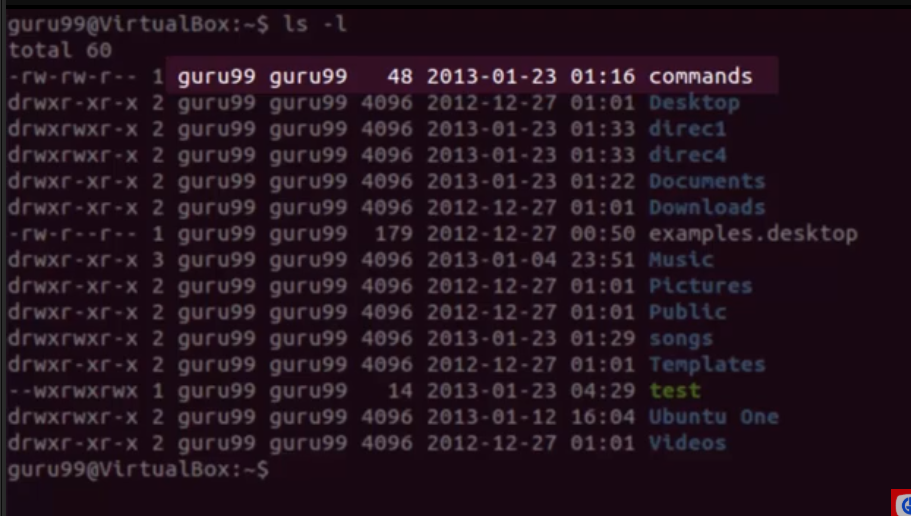 guru99@VirtualBox:~$ ls -l
total 60
-rw-rw-r-- 1 guru99 guru99   48 2013-01-23 01:16 commands
drwxr-xr-x 2 guru99 guru99 4096 2012-12-27 01:01 Desktop
drwxrwxr-x 2 guru99 guru99 4096 2013-01-23 01:33 direc1
drwxrwxr-x 2 guru99 guru99 4096 2013-01-23 01:33 direc4
drwxr-xr-x 2 guru99 guru99 4096 2013-01-23 01:22 Documents
drwxr-xr-x 2 guru99 guru99 4096 2012-12-27 01:01 Downloads
-rw-r--r-- 1 guru99 guru99  179 2012-12-27 00:50 examples.desktop
drwxr-xr-x 3 guru99 guru99 4096 2013-01-04 23:51 Music
drwxr-xr-x 2 guru99 guru99 4096 2012-12-27 01:01 Pictures
drwxr-xr-x 2 guru99 guru99 4096 2012-12-27 01:01 Public
drwxrwxr-x 2 guru99 guru99 4096 2013-01-23 01:29 songs
drwxr-xr-x 2 guru99 guru99 4096 2012-12-27 01:01 Templates
--wxrwxrwx 1 guru99 guru99   14 2013-01-23 04:29 test
drwxrwxr-x 2 guru99 guru99 4096 2013-01-12 16:04 Ubuntu One
drwxr-xr-x 2 guru99 guru99 4096 2012-12-27 01:01 Videos
guru99@VirtualBox:~$